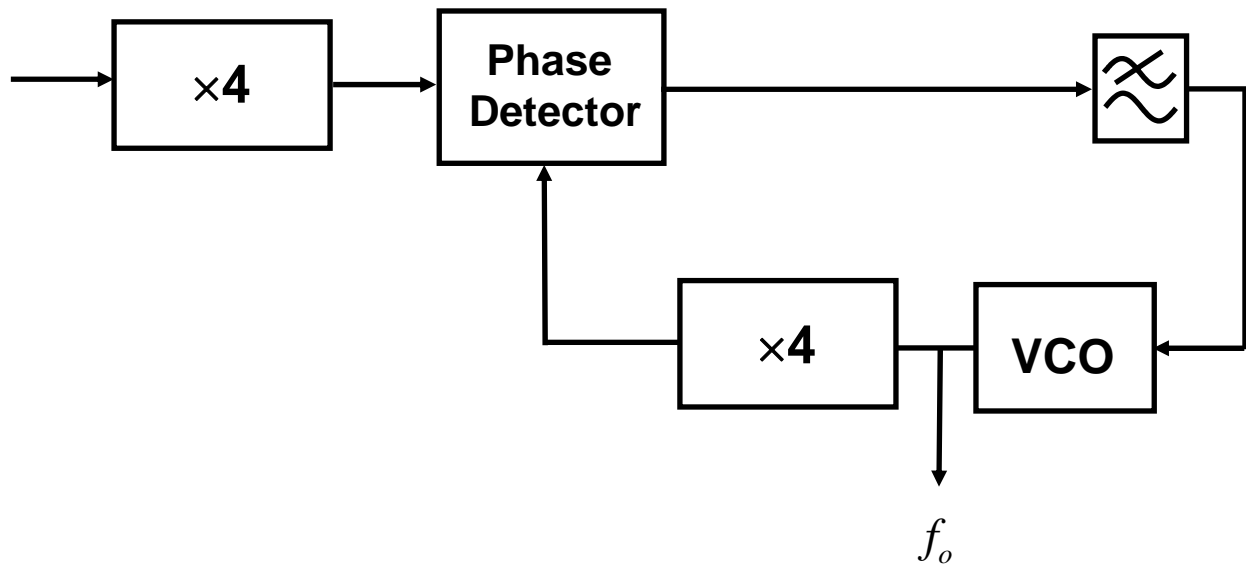 ×4
Phase
Detector
×4
VCO
fₒ